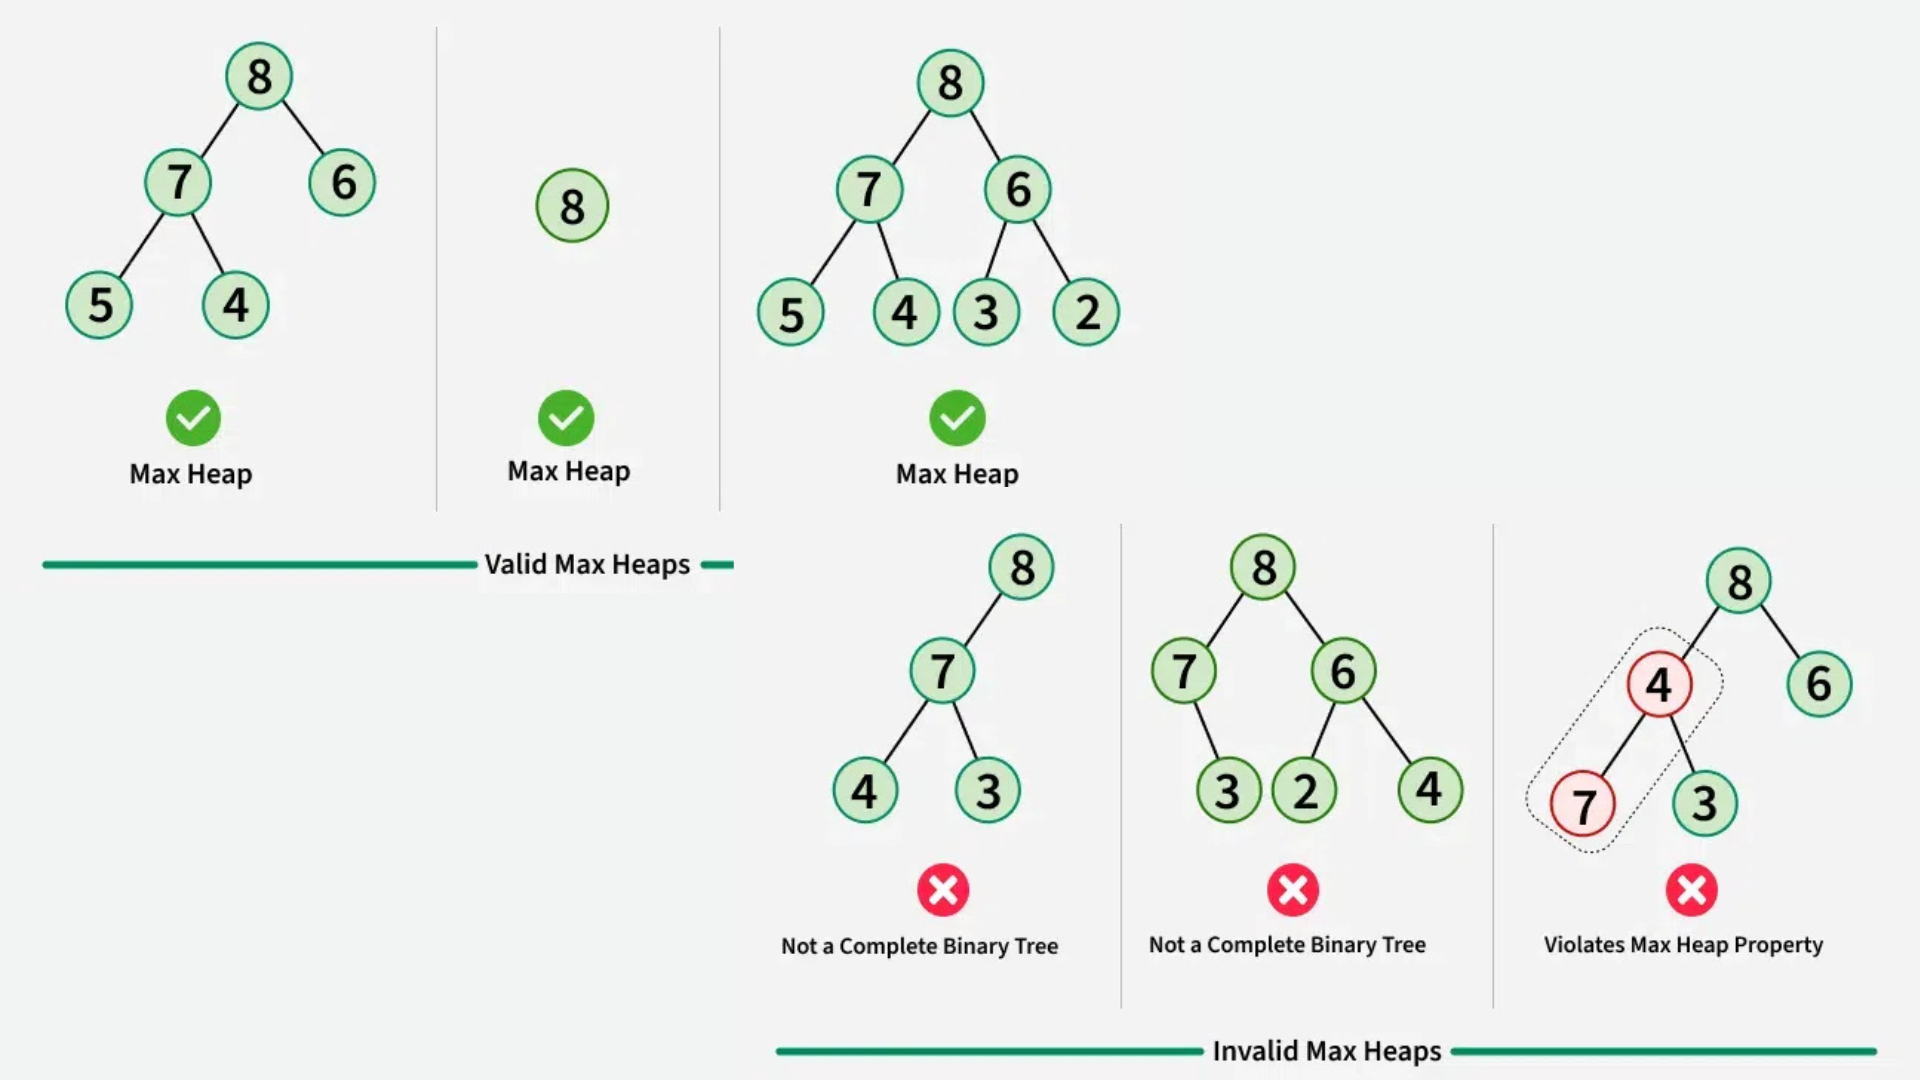 8
7 6
5 4
Max Heap
8
Max Heap
8
7 6
5 4 3 2
Max Heap
Valid Max Heaps
8
7
4 3
Not a Complete Binary Tree
8
7 6
3 2 4
Not a Complete Binary Tree
8
4 6
7 3
Violates Max Heap Property
Invalid Max Heaps